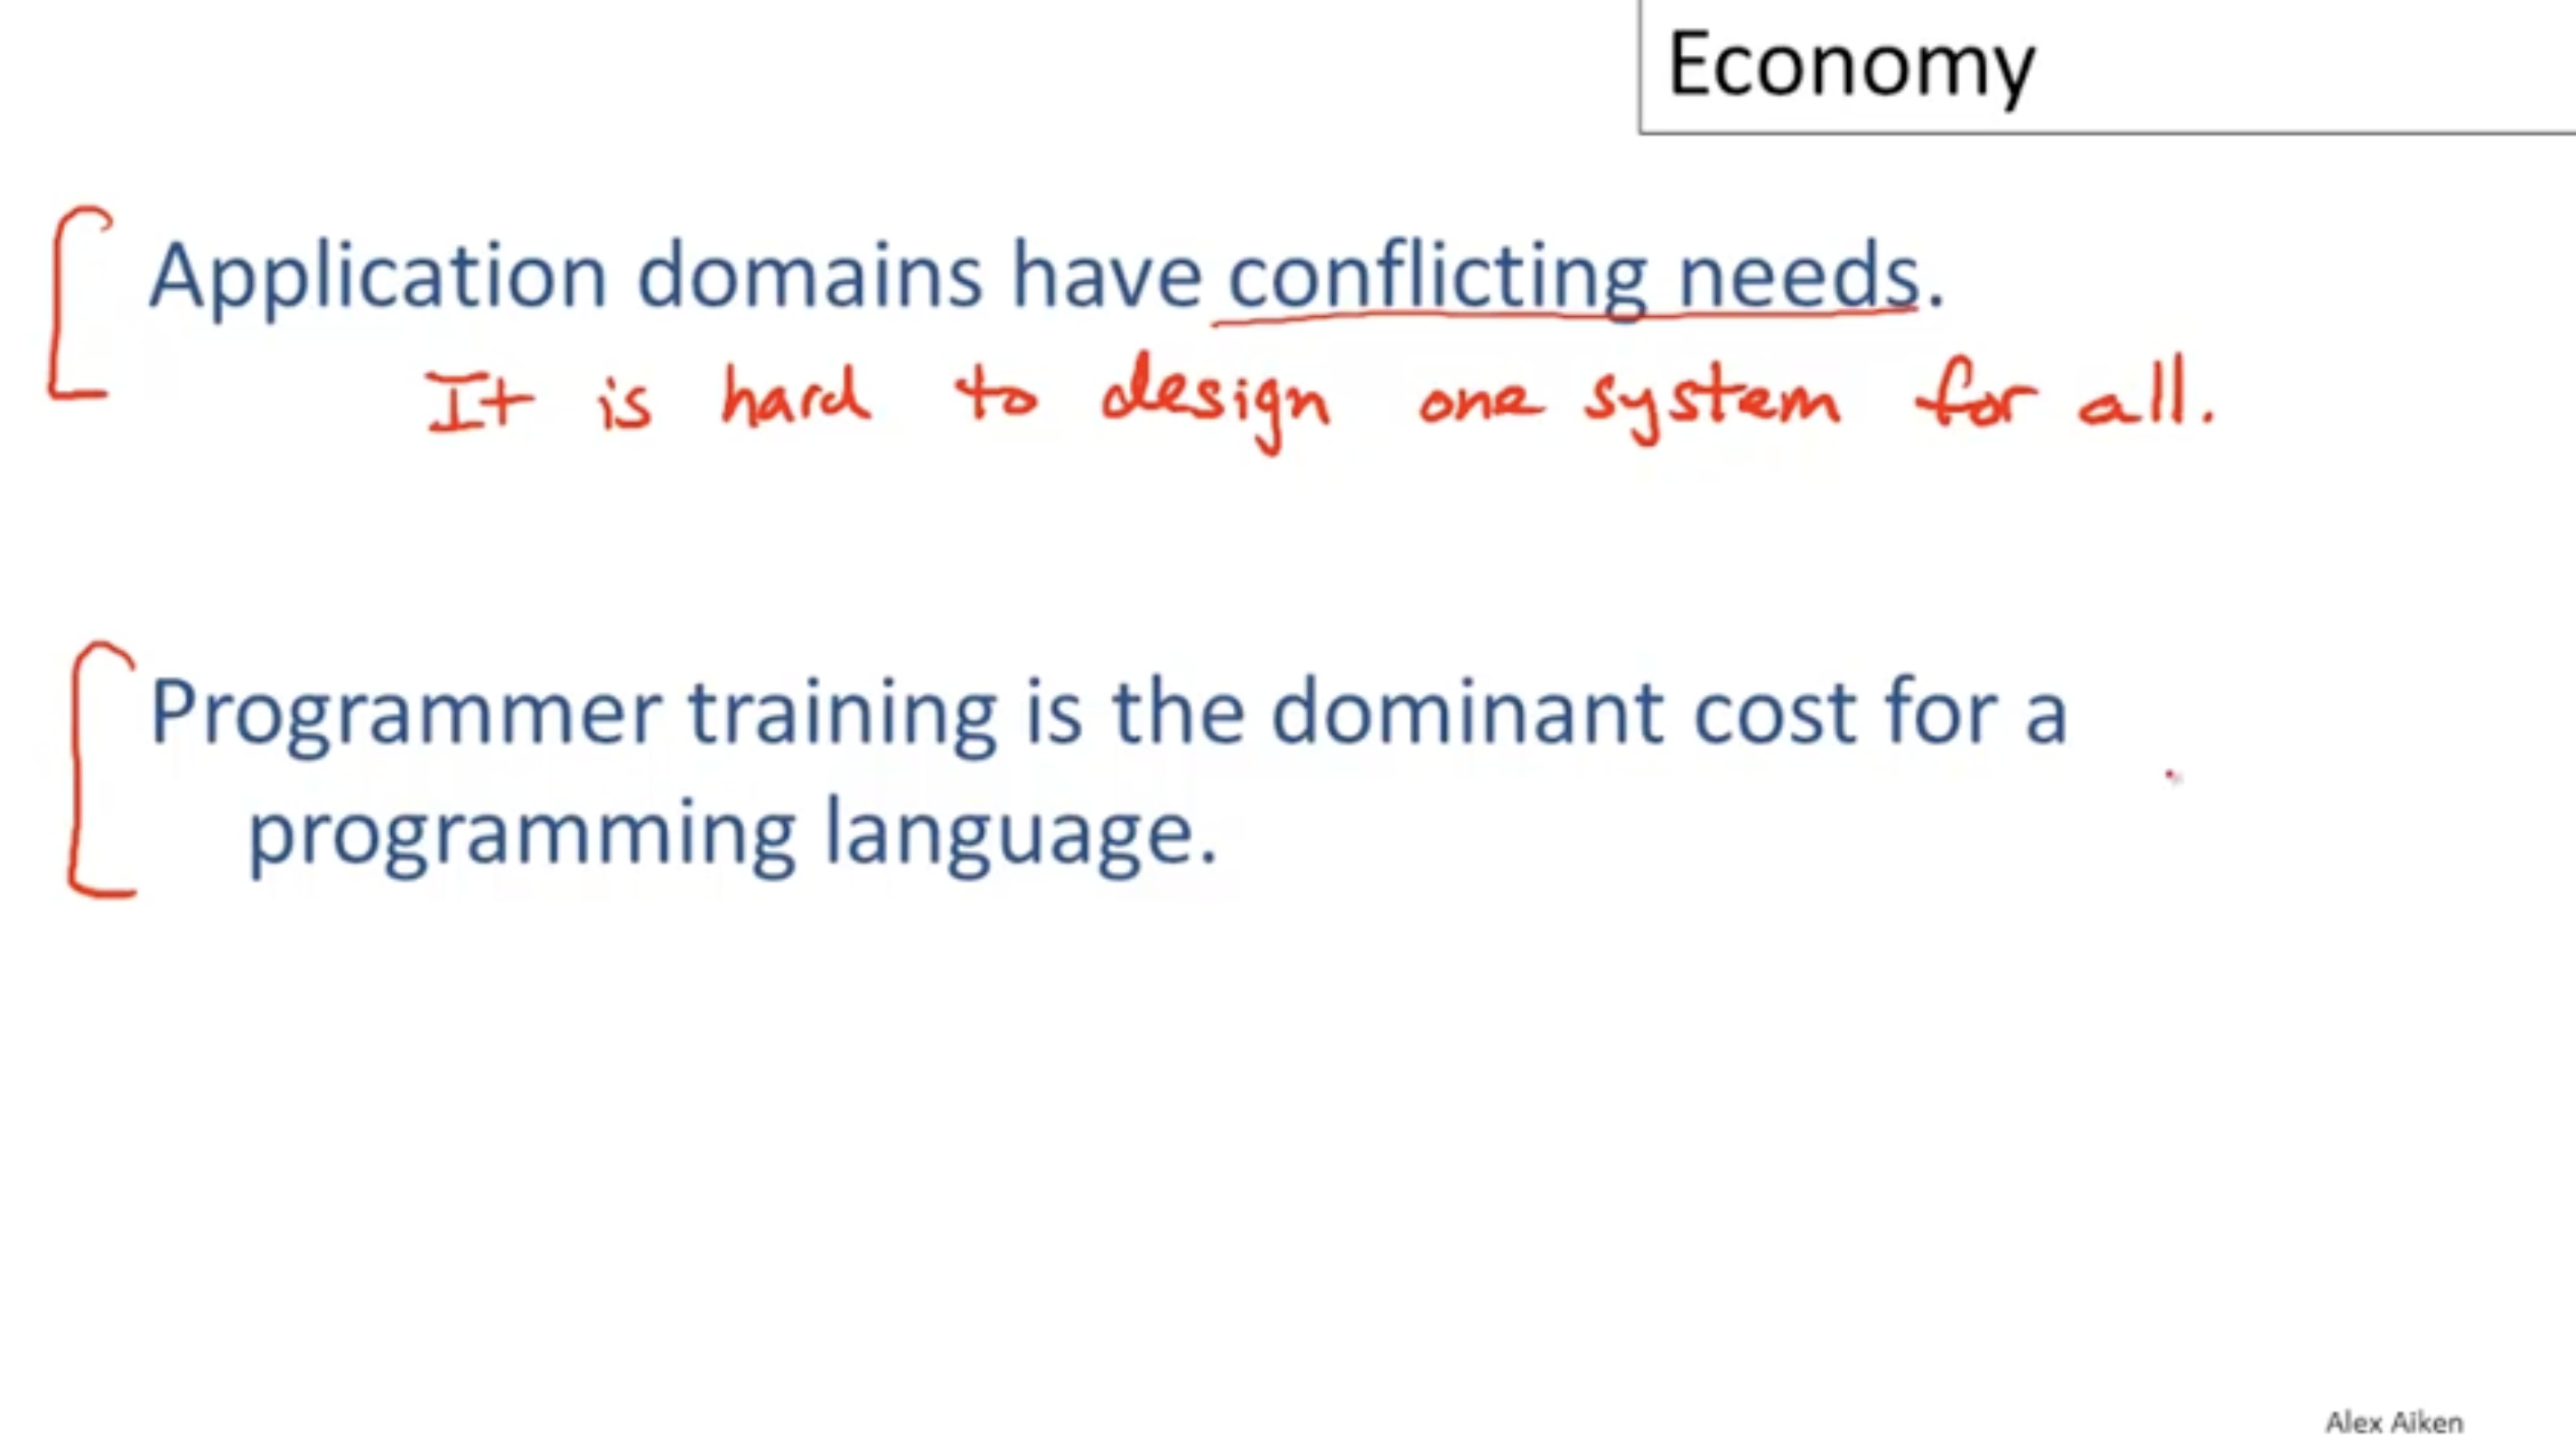 Economy
Application domains have conflicting needs.
It is hard to design one system for all.
Programmer training is the dominant cost for a
programming language.
Alex Aiken